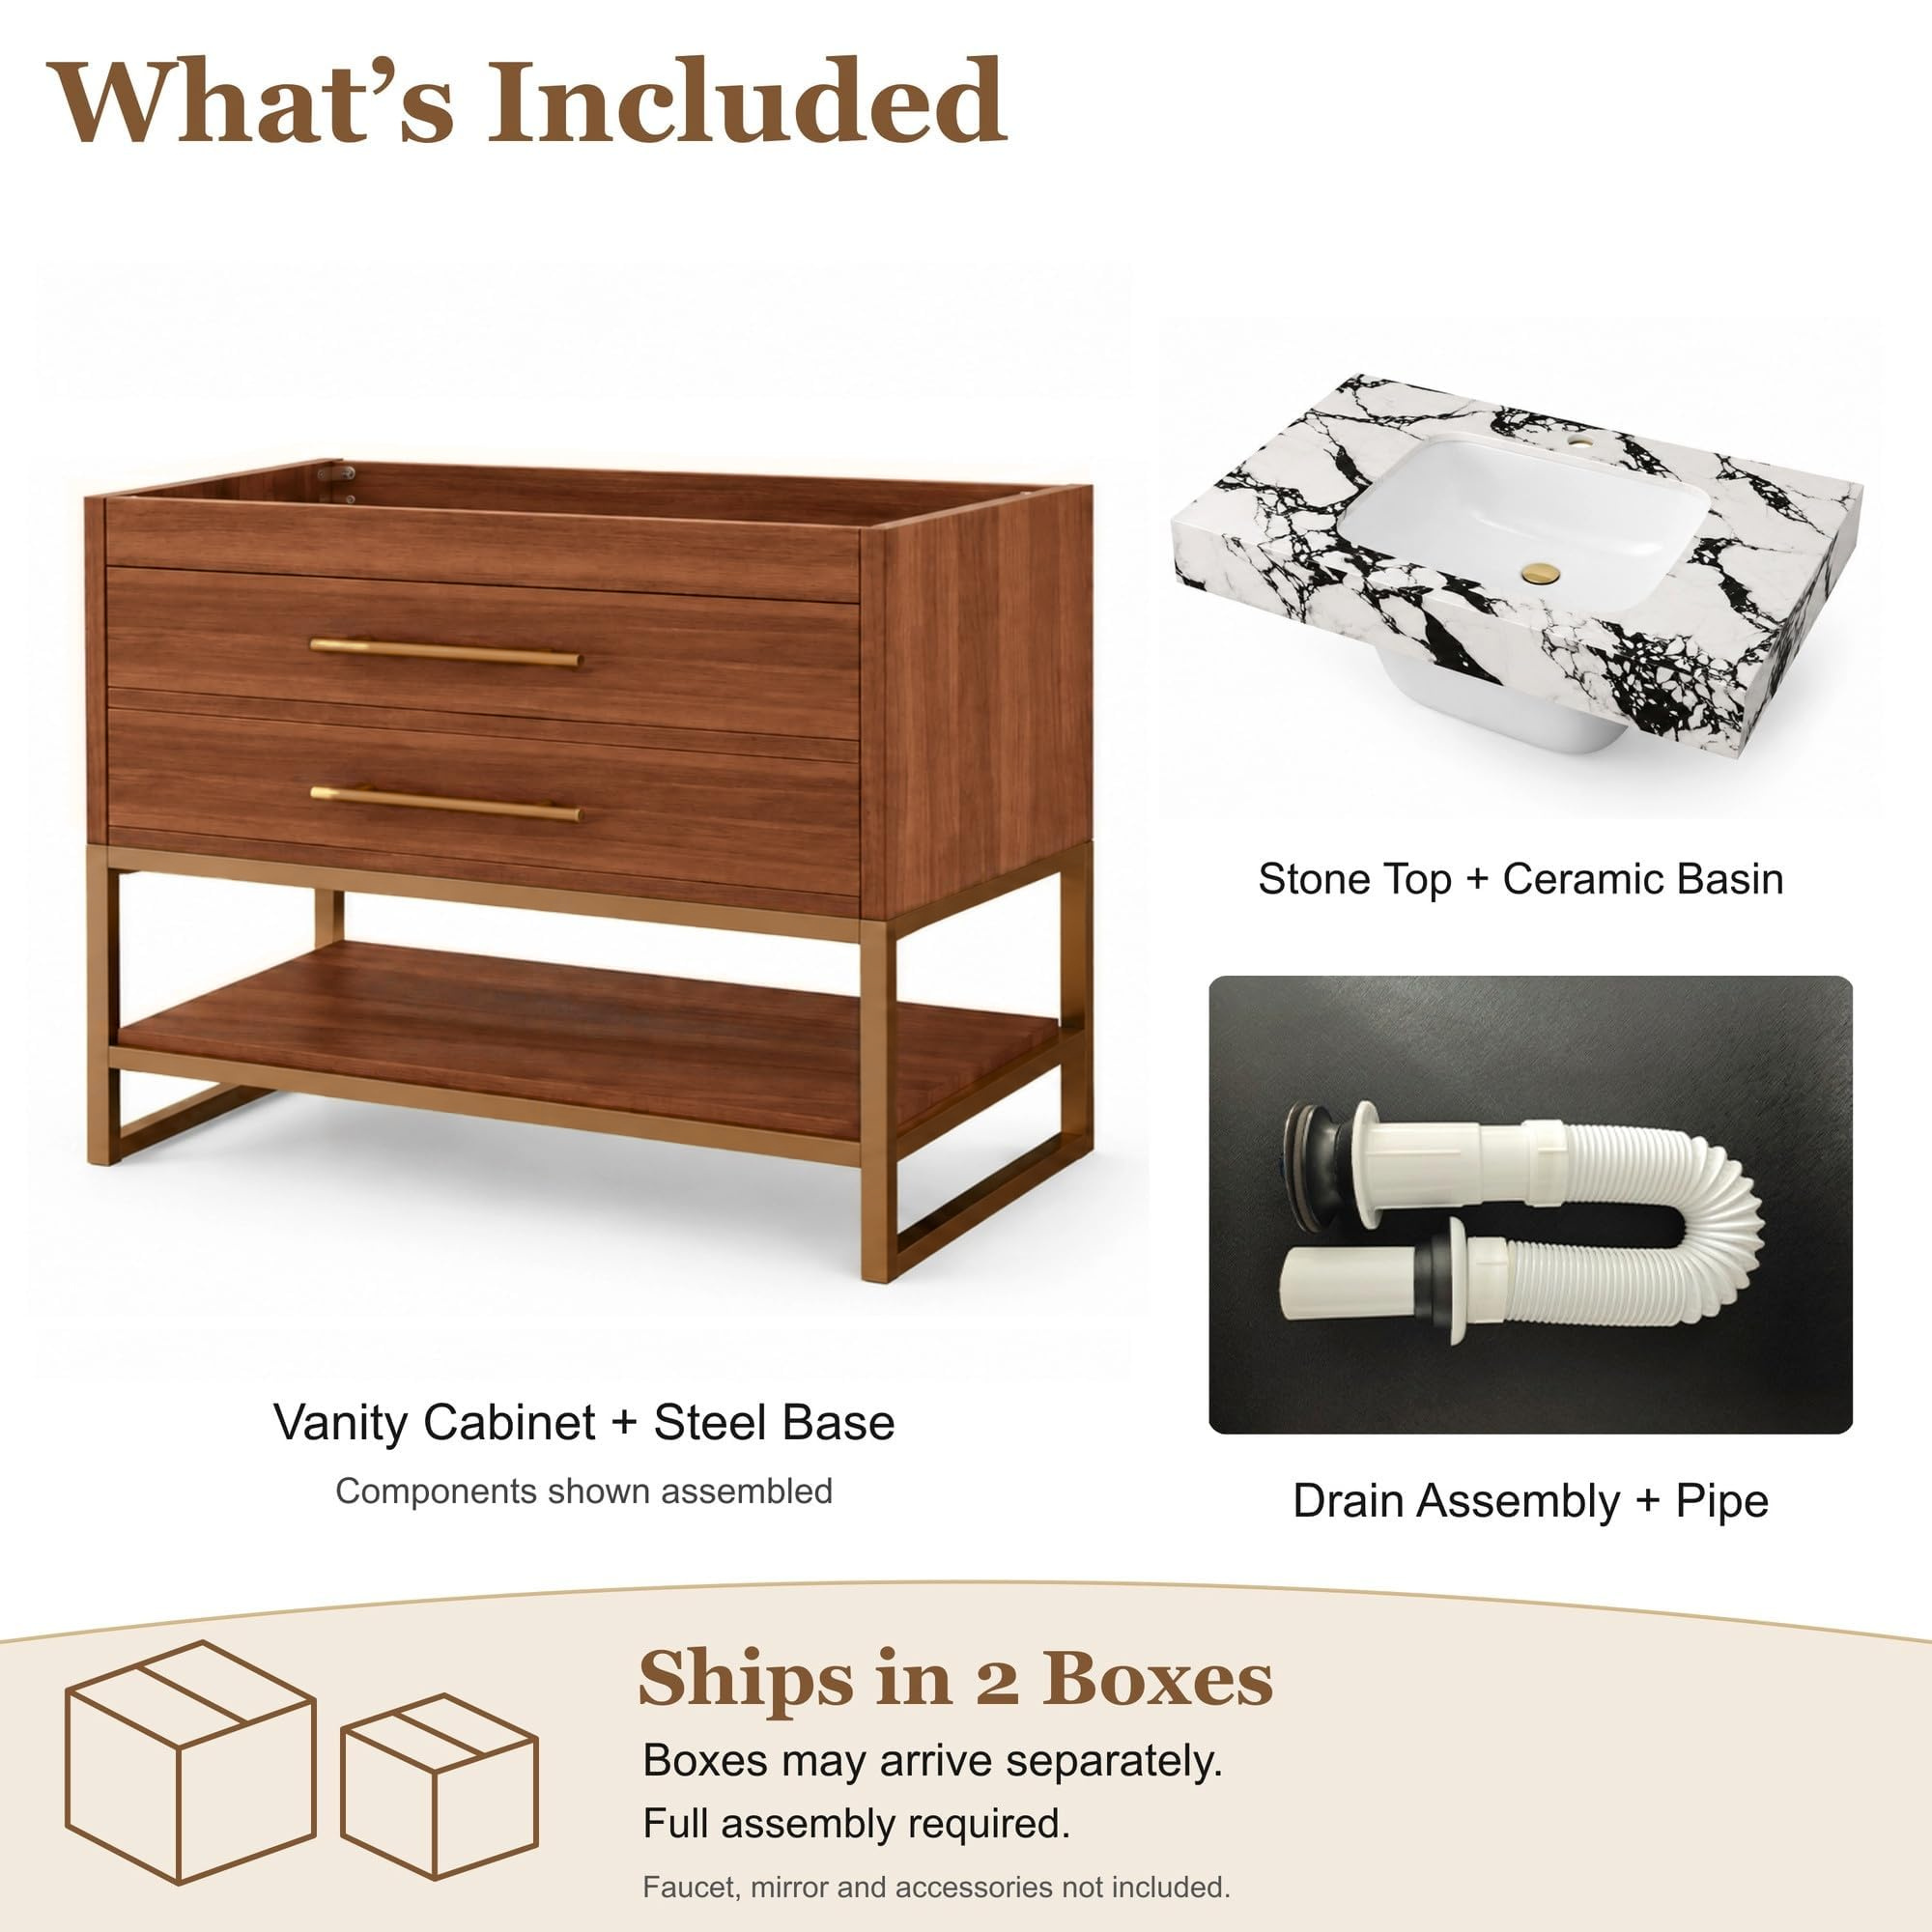 What’s Included
Stone Top + Ceramic Basin
Vanity Cabinet + Steel Base
Components shown assembled
Drain Assembly + Pipe
Ships in 2 Boxes
Boxes may arrive separately.
Full assembly required.
Faucet, mirror and accessories not included.